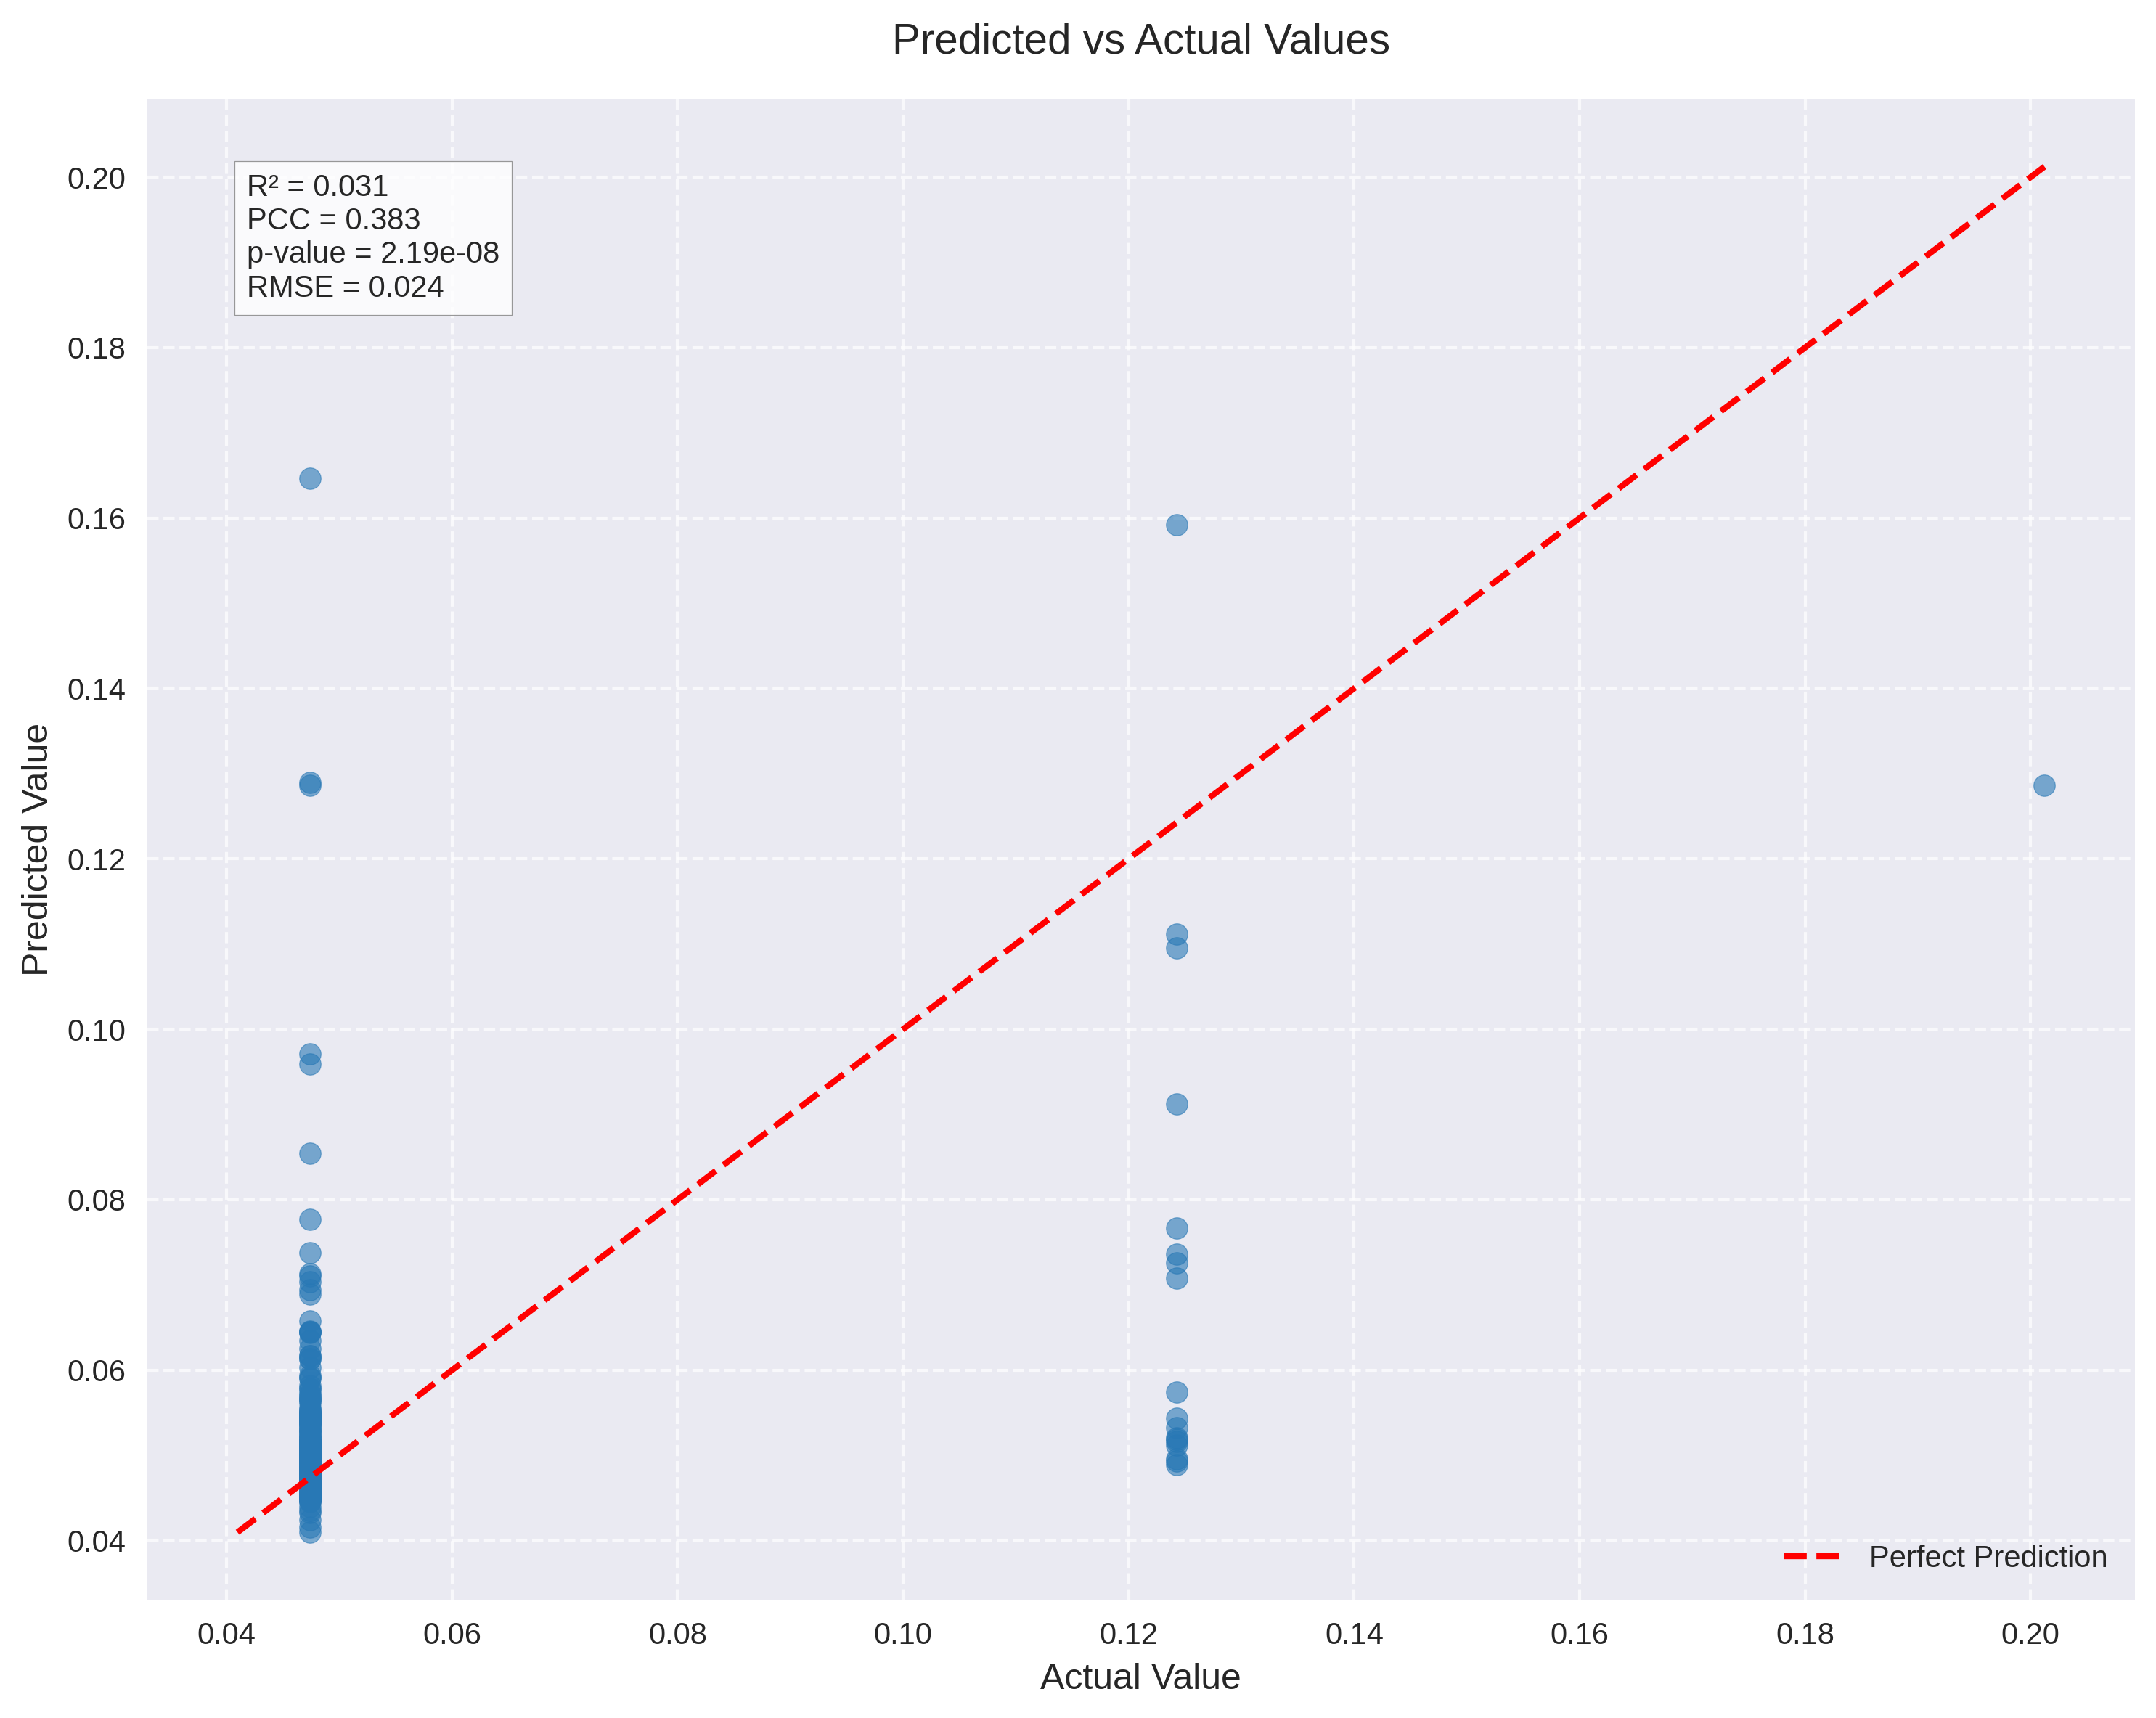 Predicted vs Actual Values
R² = 0.031
PCC = 0.383
p-value = 2.19e-08
RMSE = 0.024
0.20
0.18
0.16
0.14
0.12
0.10
0.08
0.06
0.04
Predicted Value
Perfect Prediction
0.04 0.06 0.08 0.10 0.12 0.14 0.16 0.18 0.20
Actual Value